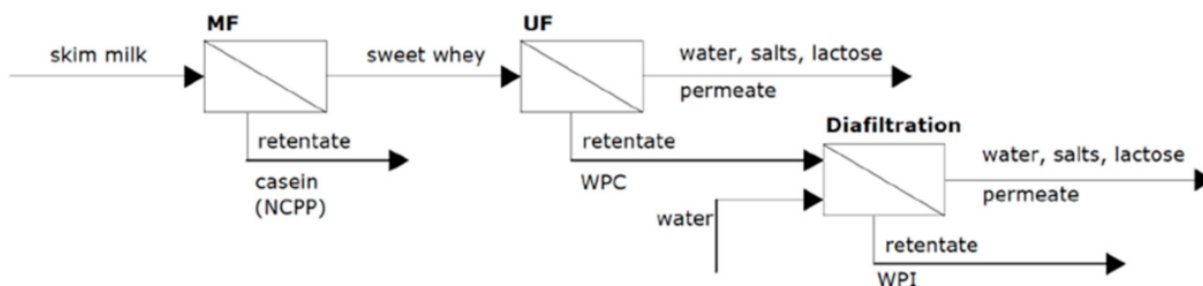 MF
UF
skim milk
sweet whey
water, salts, lactose
permeate
retentate
casein
(NCPP)
retentate
WPC
Diafiltration
water, salts, lactose
permeate
water
retentate
WPI